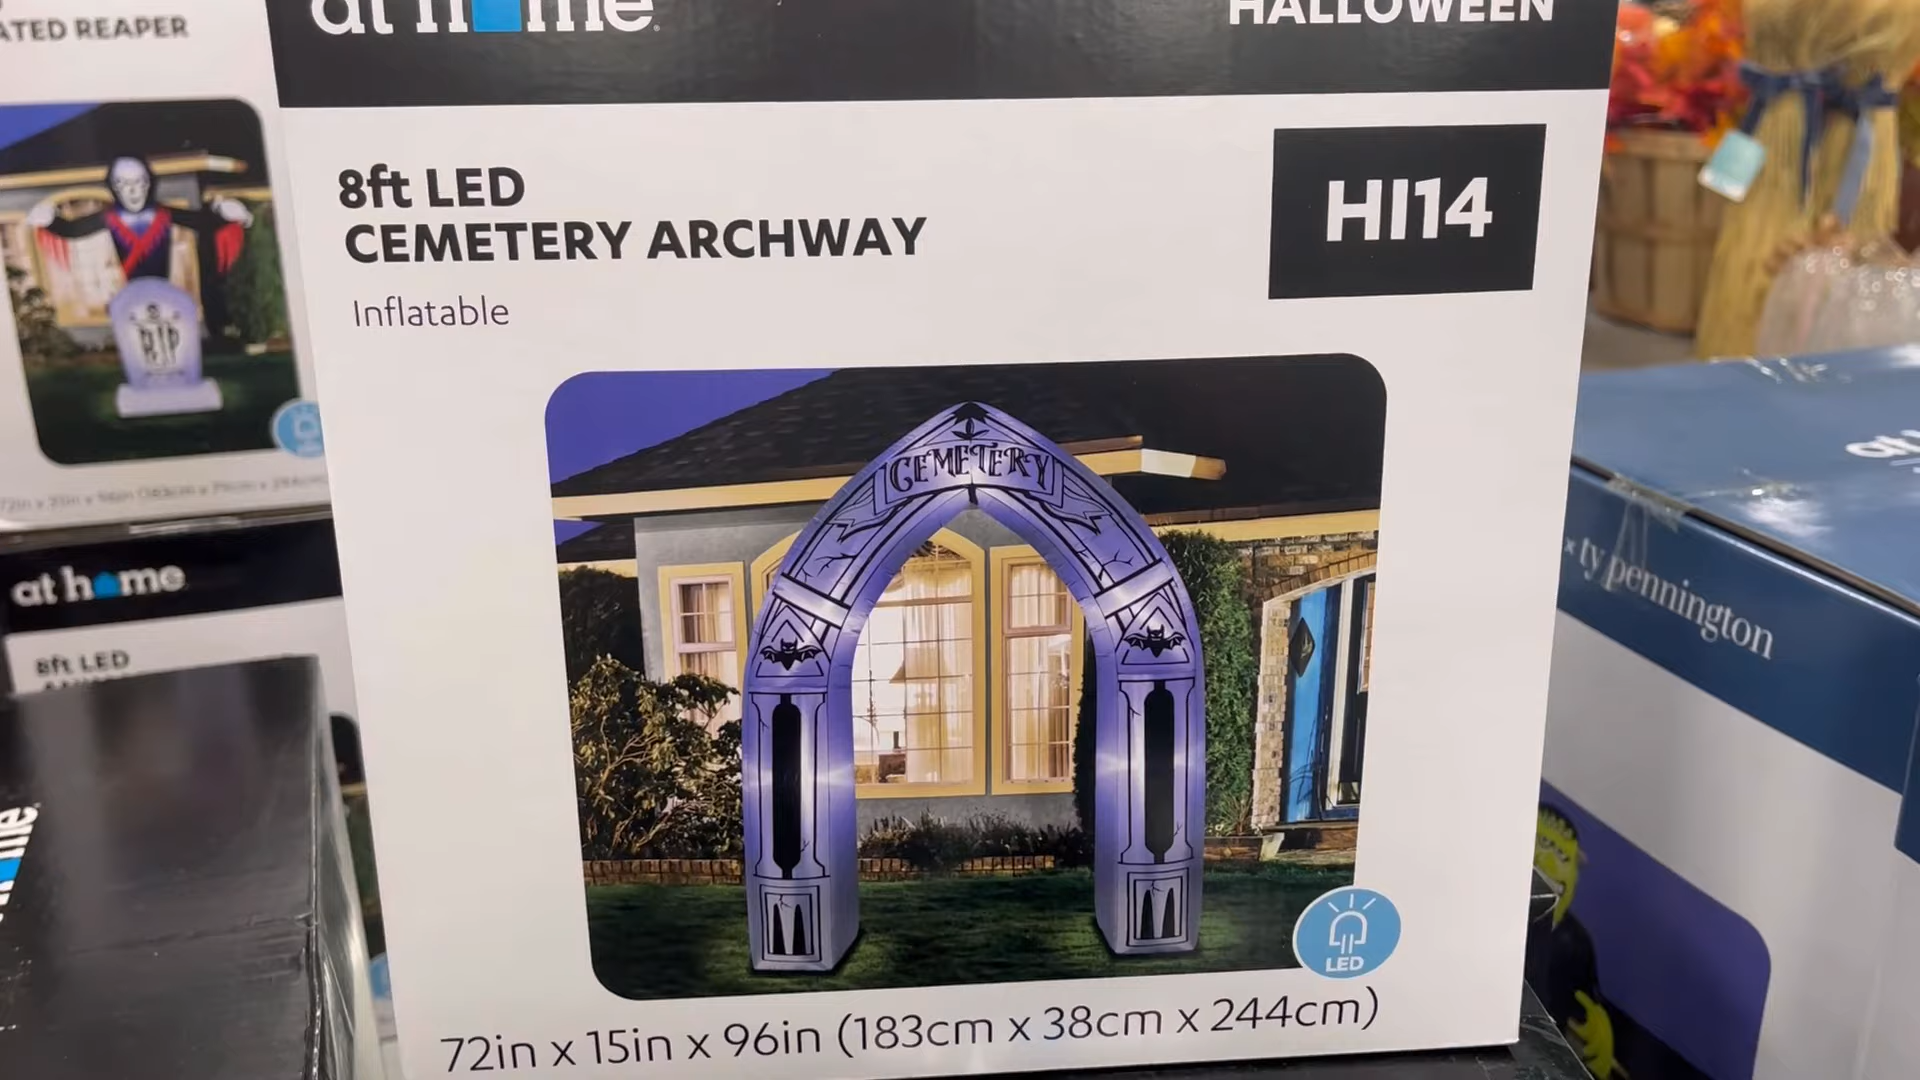 ATED REAPER
at home
HALLOWEEN
8ft LED
CEMETERY ARCHWAY
Inflatable
HI14
RIP
CEMETERY
LED
72in x 15in x 96in (183cm x 38cm x 244cm)
at home
8ft LED
at
x ty pennington